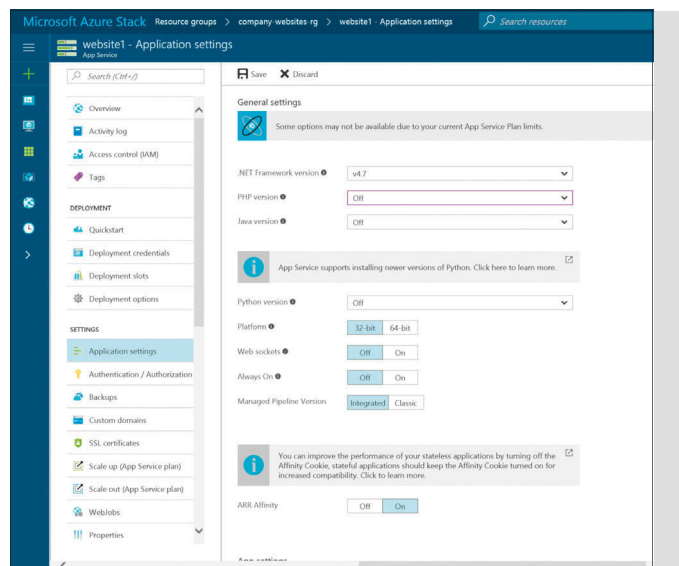 Microsoft Azure Stack Resource groups > company-websites-rg > website1 - Application settings Search resources
website1 - Application settings
App Service
Search (Ctrl+/)
Save Discard
Overview
Activity log
Access control (IAM)
Tags
DEPLOYMENT
Quickstart
Deployment credentials
Deployment slots
Deployment options
SETTINGS
Application settings
Authentication / Authorization
Backups
Custom domains
SSL certificates
Scale up (App Service plan)
Scale out (App Service plan)
WebJobs
Properties
General settings
Some options may not be available due to your current App Service Plan limits.
.NET Framework version v4.7
PHP version Off
Java version Off
App Service supports installing newer versions of Python. Click here to learn more.
Python version Off
Platform 32-bit 64-bit
Web sockets Off On
Always On Off On
Managed Pipeline Version Integrated Classic
You can improve the performance of your stateless applications by turning off the
Affinity Cookie, stateful applications should keep the Affinity Cookie turned on for
increased compatibility. Click to learn more.
ARR Affinity Off On
App settings